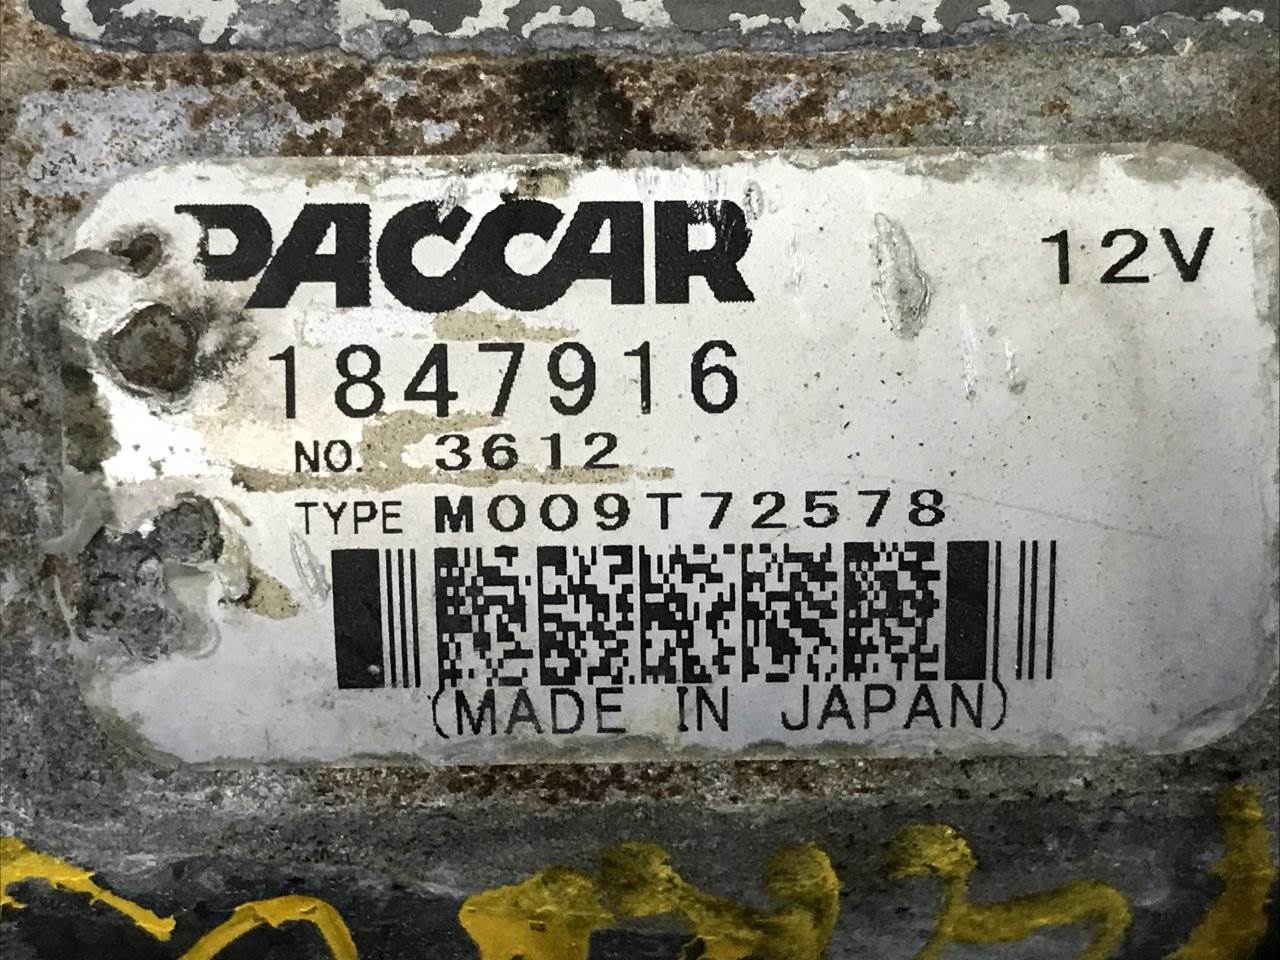 PACCAR 12V
1847916
NO. 3612
TYPE M009T72578
(MADE IN JAPAN)